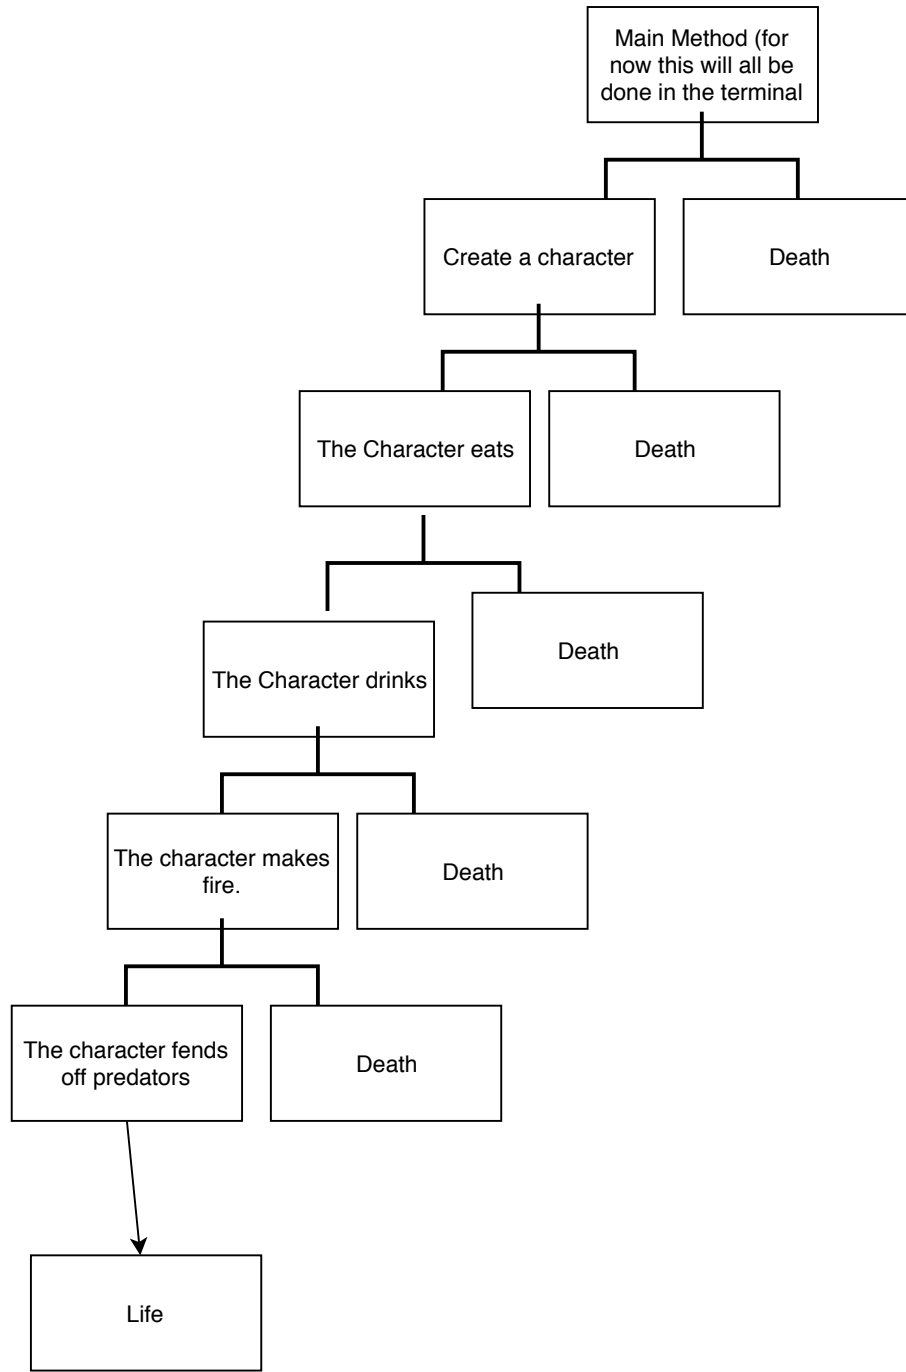 Main Method (for
now this will all be
done in the terminal
Create a character
Death
The Character eats
Death
The Character drinks
Death
The character makes
fire.
Death
The character fends
off predators
Death
Life